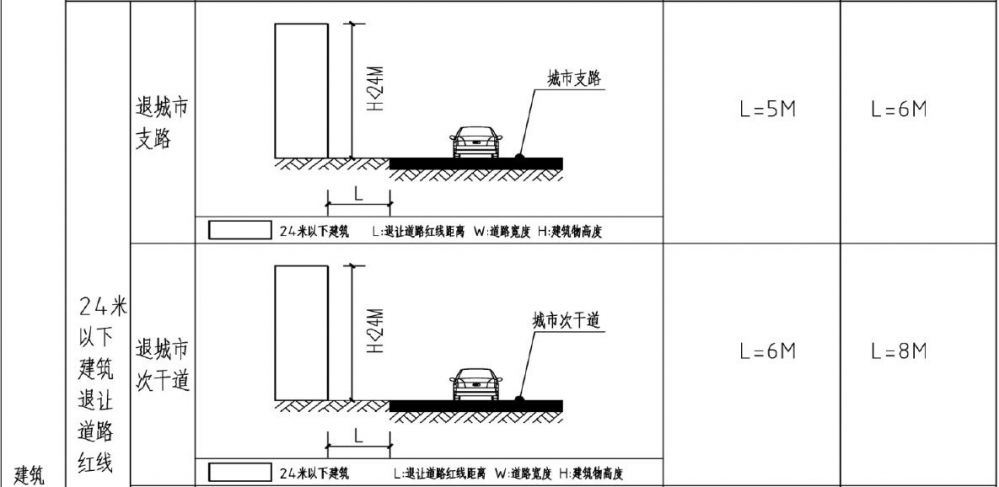 建筑
24米
以下
建筑
退让
道路
红线
退城市
支路
H<24M
城市支路
L
24米以下建筑 L:退让道路红线距离 W:道路宽度 H:建筑物高度
L=5M
L=6M
退城市
次干道
H<24M
城市次干道
L
24米以下建筑 L:退让道路红线距离 W:道路宽度 H:建筑物高度
L=6M
L=8M